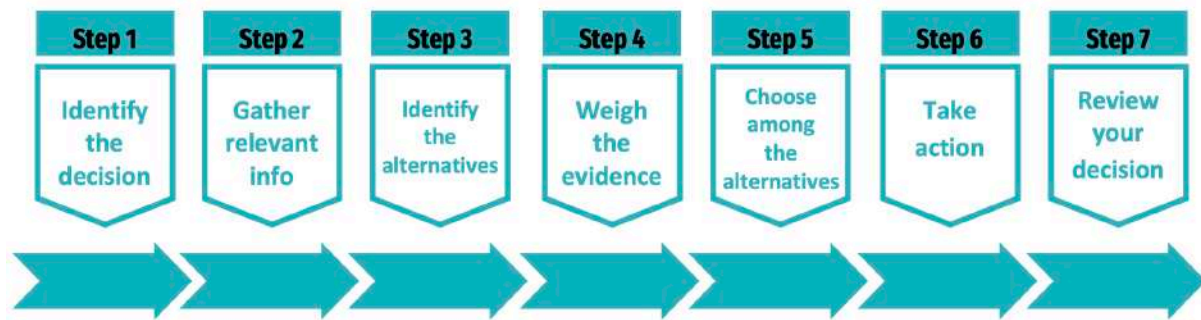 Step 1
Identify
the
decision
Step 2
Gather
relevant
info
Step 3
Identify
the
alternatives
Step 4
Weigh
the
evidence
Step 5
Choose
among
the
alternatives
Step 6
Take
action
Step 7
Review
your
decision